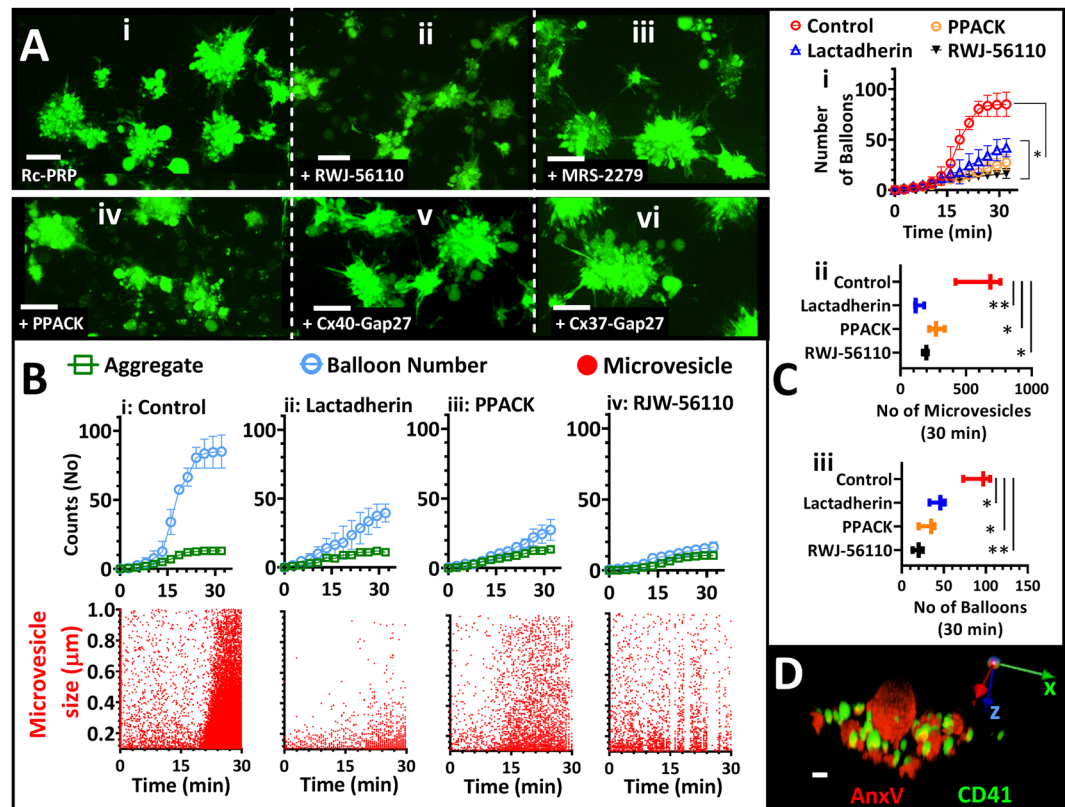 A
i
ii
iii
Rc-PRP
+ RWJ-56110
+ MRS-2279
iv
v
vi
+ PPACK
+ Cx40-Gap27
+ Cx37-Gap27
B
Aggregate
Balloon Number
Microvesicle
i: Control
ii: Lactadherin
iii: PPACK
iv: RJW-56110
Counts (No)
100
50
0
0 15 30
100
50
0
0 15 30
100
50
0
0 15 30
100
50
0
0 15 30
Microvesicle
size (μm)
1.0
0.8
0.6
0.4
0.2
0 15 30
Time (min)
0 15 30
Time (min)
0 15 30
Time (min)
0 15 30
Time (min)
C
Control
PPACK
Lactadherin
RWJ-56110
i
Number
of Balloons
100
50
0
*
0 15 30
Time (min)
ii
Control
Lactadherin
PPACK
RWJ-56110
**
*
*
0 500 1000
No of Microvesicles
(30 min)
iii
Control
Lactadherin
PPACK
RWJ-56110
*
*
**
0 50 100 150
No of Balloons
(30 min)
D
x
z
AnxV
CD41